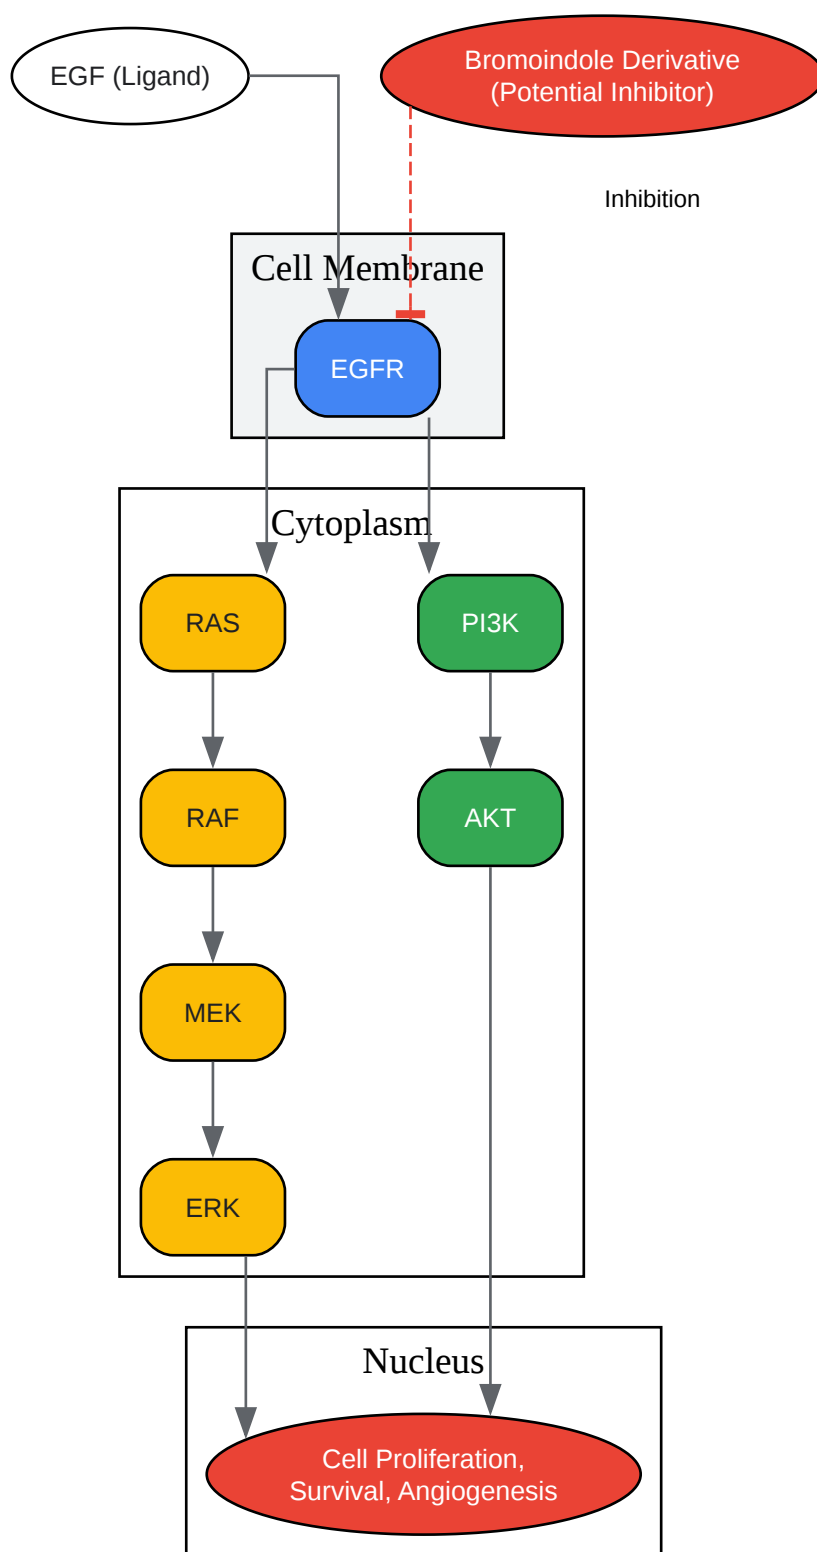 EGF (Ligand)
Bromoindole Derivative
(Potential Inhibitor)
Inhibition
Cell Membrane
EGFR
Cytoplasm
RAS
PI3K
RAF
AKT
MEK
ERK
Nucleus
Cell Proliferation,
Survival, Angiogenesis